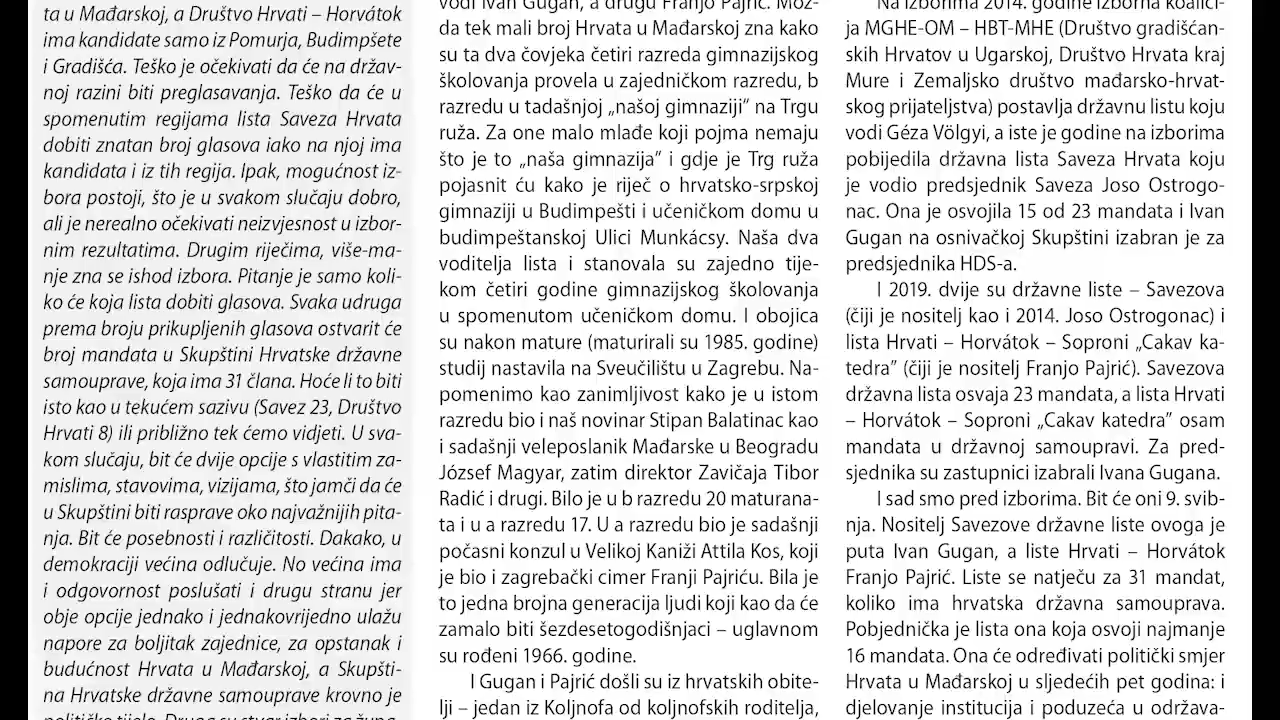 ta u Mađarskoj, a Društvo Hrvati – Horvátok
ima kandidate samo iz Pomurja, Budimpšete
i Gradišća. Teško je očekivati da će na držav-
noj razini biti preglasavanja. Teško da će u
spomenutim regijama lista Saveza Hrvata
dobiti znatan broj glasova iako na njoj ima
kandidata i iz tih regija. Ipak, mogućnost iz-
bora postoji, što je u svakom slučaju dobro,
ali je nerealno očekivati neizvjesnost u izbor-
nim rezultatima. Drugim riječima, više-ma-
nje zna se ishod izbora. Pitanje je samo koli-
ko će koja lista dobiti glasova. Svaka udruga
prema broju prikupljenih glasova ostvarit će
broj mandata u Skupštini Hrvatske državne
samouprave, koja ima 31 člana. Hoće li to biti
isto kao u tekućem sazivu (Savez 23, Društvo
Hrvati 8) ili približno tek ćemo vidjeti. U sva-
kom slučaju, bit će dvije opcije s vlastitim za-
mislima, stavovima, vizijama, što jamči da će
u Skupštini biti rasprave oko najvažnijih pita-
nja. Bit će posebnosti i različitosti. Dakako, u
demokraciji većina odlučuje. No većina ima
i odgovornost poslušati i drugu stranu jer
obje opcije jednako i jednakovrijedno ulažu
napore za boljitak zajednice, za opstanak i
budućnost Hrvata u Mađarskoj, a Skupšti-
na Hrvatske državne samouprave krovno je
političko tijelo. Druga su stvar izbori za župa-
vodi Ivan Gugan, a drugu Franjo Pajrić. Mož-
da tek mali broj Hrvata u Mađarskoj zna kako
su ta dva čovjeka četiri razreda gimnazijskog
školovanja provela u zajedničkom razredu, b
razredu u tadašnjoj „našoj gimnaziji” na Trgu
ruža. Za one malo mlađe koji pojma nemaju
što je to „naša gimnazija” i gdje je Trg ruža
pojasnit ću kako je riječ o hrvatsko-srpskoj
gimnaziji u Budimpešti i učeničkom domu u
budimpeštanskoj Ulici Munkácsy. Naša dva
voditelja lista i stanovala su zajedno tije-
kom četiri godine gimnazijskog školovanja
u spomenutom učeničkom domu. I obojica
su nakon mature (maturirali su 1985. godine)
studij nastavila na Sveučilištu u Zagrebu. Na-
pomenimo kao zanimljivost kako je u istom
razredu bio i naš novinar Stipan Balatinac kao
i sadašnji veleposlanik Mađarske u Beogradu
József Magyar, zatim direktor Zavičaja Tibor
Radić i drugi. Bilo je u b razredu 20 maturana-
ta i u a razredu 17. U a razredu bio je sadašnji
počasni konzul u Velikoj Kaniži Attila Kos, koji
je bio i zagrebački cimer Franji Pajriću. Bila je
to jedna brojna generacija ljudi koji kao da će
zamalo biti šezdesetogodišnjaci – uglavnom
su rođeni 1966. godine.
I Gugan i Pajrić došli su iz hrvatskih obite-
lji – jedan iz Koljnofa od koljnofskih roditelja,
Na izborima 2014. godine izborna koalici-
ja MGHE-OM – HBT-MHE (Društvo gradišćan-
skih Hrvatov u Ugarskoj, Društvo Hrvata kraj
Mure i Zemaljsko društvo mađarsko-hrvat-
skog prijateljstva) postavlja državnu listu koju
vodi Géza Völgyi, a iste je godine na izborima
pobijedila državna lista Saveza Hrvata koju
je vodio predsjednik Saveza Joso Ostrogo-
nac. Ona je osvojila 15 od 23 mandata i Ivan
Gugan na osnivačkoj Skupštini izabran je za
predsjednika HDS-a.
I 2019. dvije su državne liste – Savezova
(čiji je nositelj kao i 2014. Joso Ostrogonac) i
lista Hrvati – Horvátok – Soproni „Cakav ka-
tedra” (čiji je nositelj Franjo Pajrić). Savezova
državna lista osvaja 23 mandata, a lista Hrvati
– Horvátok – Soproni „Cakav katedra” osam
mandata u državnoj samoupravi. Za pred-
sjednika su zastupnici izabrali Ivana Gugana.
I sad smo pred izborima. Bit će oni 9. svib-
nja. Nositelj Savezove državne liste ovoga je
puta Ivan Gugan, a liste Hrvati – Horvátok
Franjo Pajrić. Liste se natječu za 31 mandat,
koliko ima hrvatska državna samouprava.
Pobjednička je lista ona koja osvoji najmanje
16 mandata. Ona će određivati politički smjer
Hrvata u Mađarskoj u sljedećih pet godina: i
djelovanje institucija i poduzeća u održava-